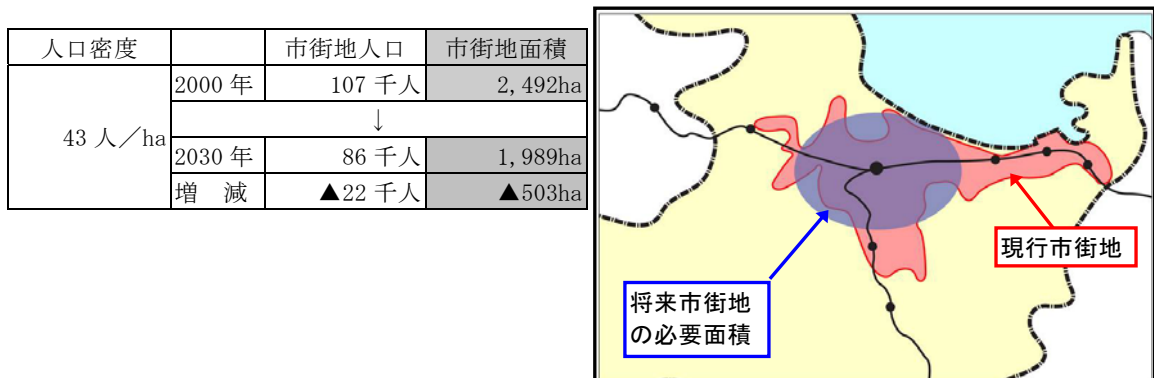 人口密度 市街地人口 市街地面積
43 人／ha
2000 年 107 千人 2,492ha
↓
2030 年 86 千人 1,989ha
増　減 ▲22 千人 ▲503ha
現行市街地
将来市街地
の必要面積